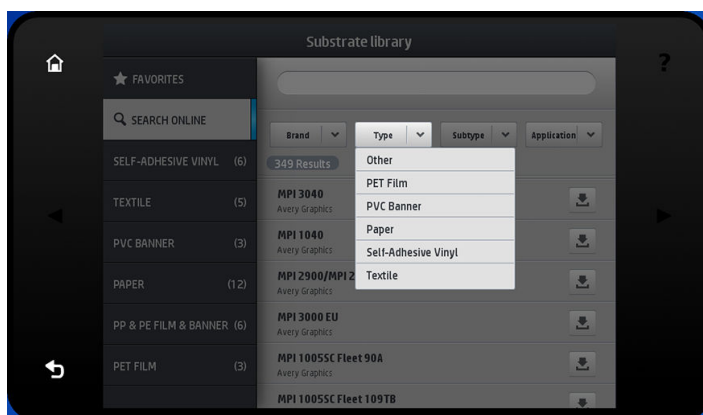 Substrate library
?
FAVORITES
SEARCH ONLINE
SELF-ADHESIVE VINYL (6)
TEXTILE (5)
PVC BANNER (3)
PAPER (12)
PP & PE FILM & BANNER (6)
PET FILM (3)
Brand Type Subtype Application
349 Results
Other
PET Film
PVC Banner
Paper
Self-Adhesive Vinyl
Textile
MPI 3040
Avery Graphics
MPI 1040
Avery Graphics
MPI 2900/MPI 2
Avery Graphics
MPI 3000 EU
Avery Graphics
MPI 1005SC Fleet 90A
Avery Graphics
MPI 1005SC Fleet 109TB